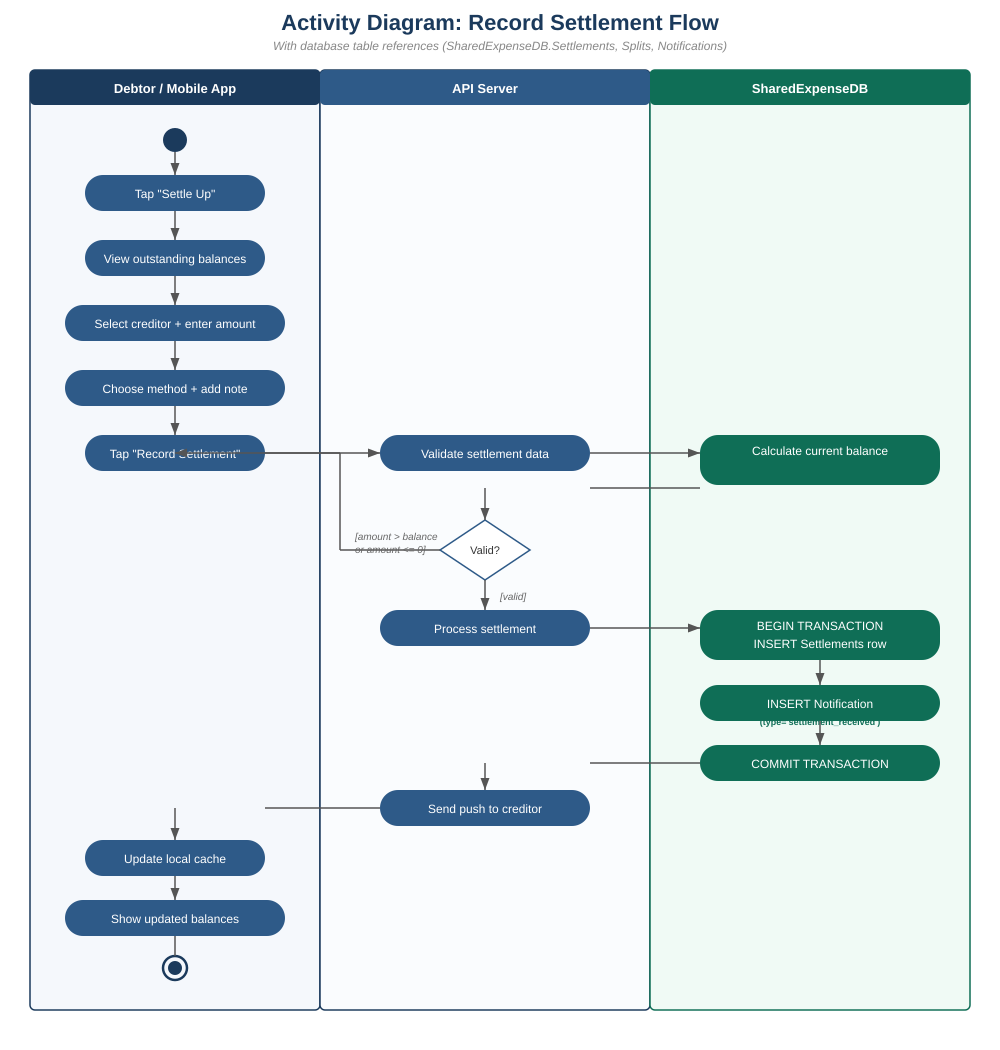 Activity Diagram: Record Settlement Flow
With database table references (SharedExpenseDB.Settlements, Splits, Notifications)
Debtor / Mobile App
API Server
SharedExpenseDB
Tap "Settle Up"
View outstanding balances
Select creditor + enter amount
Choose method + add note
Tap "Record Settlement"
Validate settlement data
Calculate current balance
[amount > balance
or amount <= 0]
Valid?
[valid]
Process settlement
BEGIN TRANSACTION
INSERT Settlements row
INSERT Notification
(type='settlement_received')
COMMIT TRANSACTION
Send push to creditor
Update local cache
Show updated balances